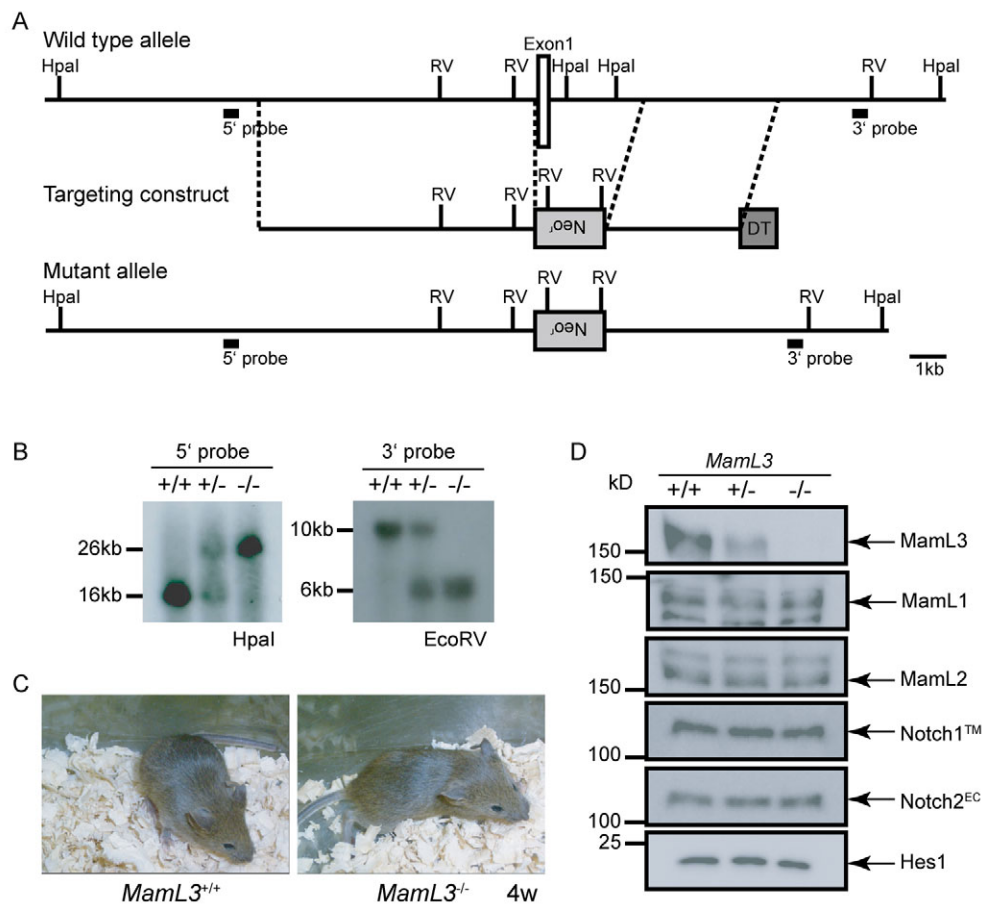 A
Wild type allele
Exon1
HpaI RV RV HpaI HpaI RV HpaI
5‘ probe 3‘ probe
Targeting construct
RV RV RV RV
Neoʳ DT
Mutant allele
HpaI RV RV RV RV RV HpaI
Neoʳ
5‘ probe 3‘ probe
1kb
B
5‘ probe
+/+ +/- -/-
26kb
16kb
HpaI
3‘ probe
+/+ +/- -/-
10kb
6kb
EcoRV
C
MamL3+/+
MamL3-/- 4w
D
MamL3
kD +/+ +/- -/-
150 MamL3
150
MamL1
150 MamL2
Notch1TM
100
Notch2EC
100
25
Hes1